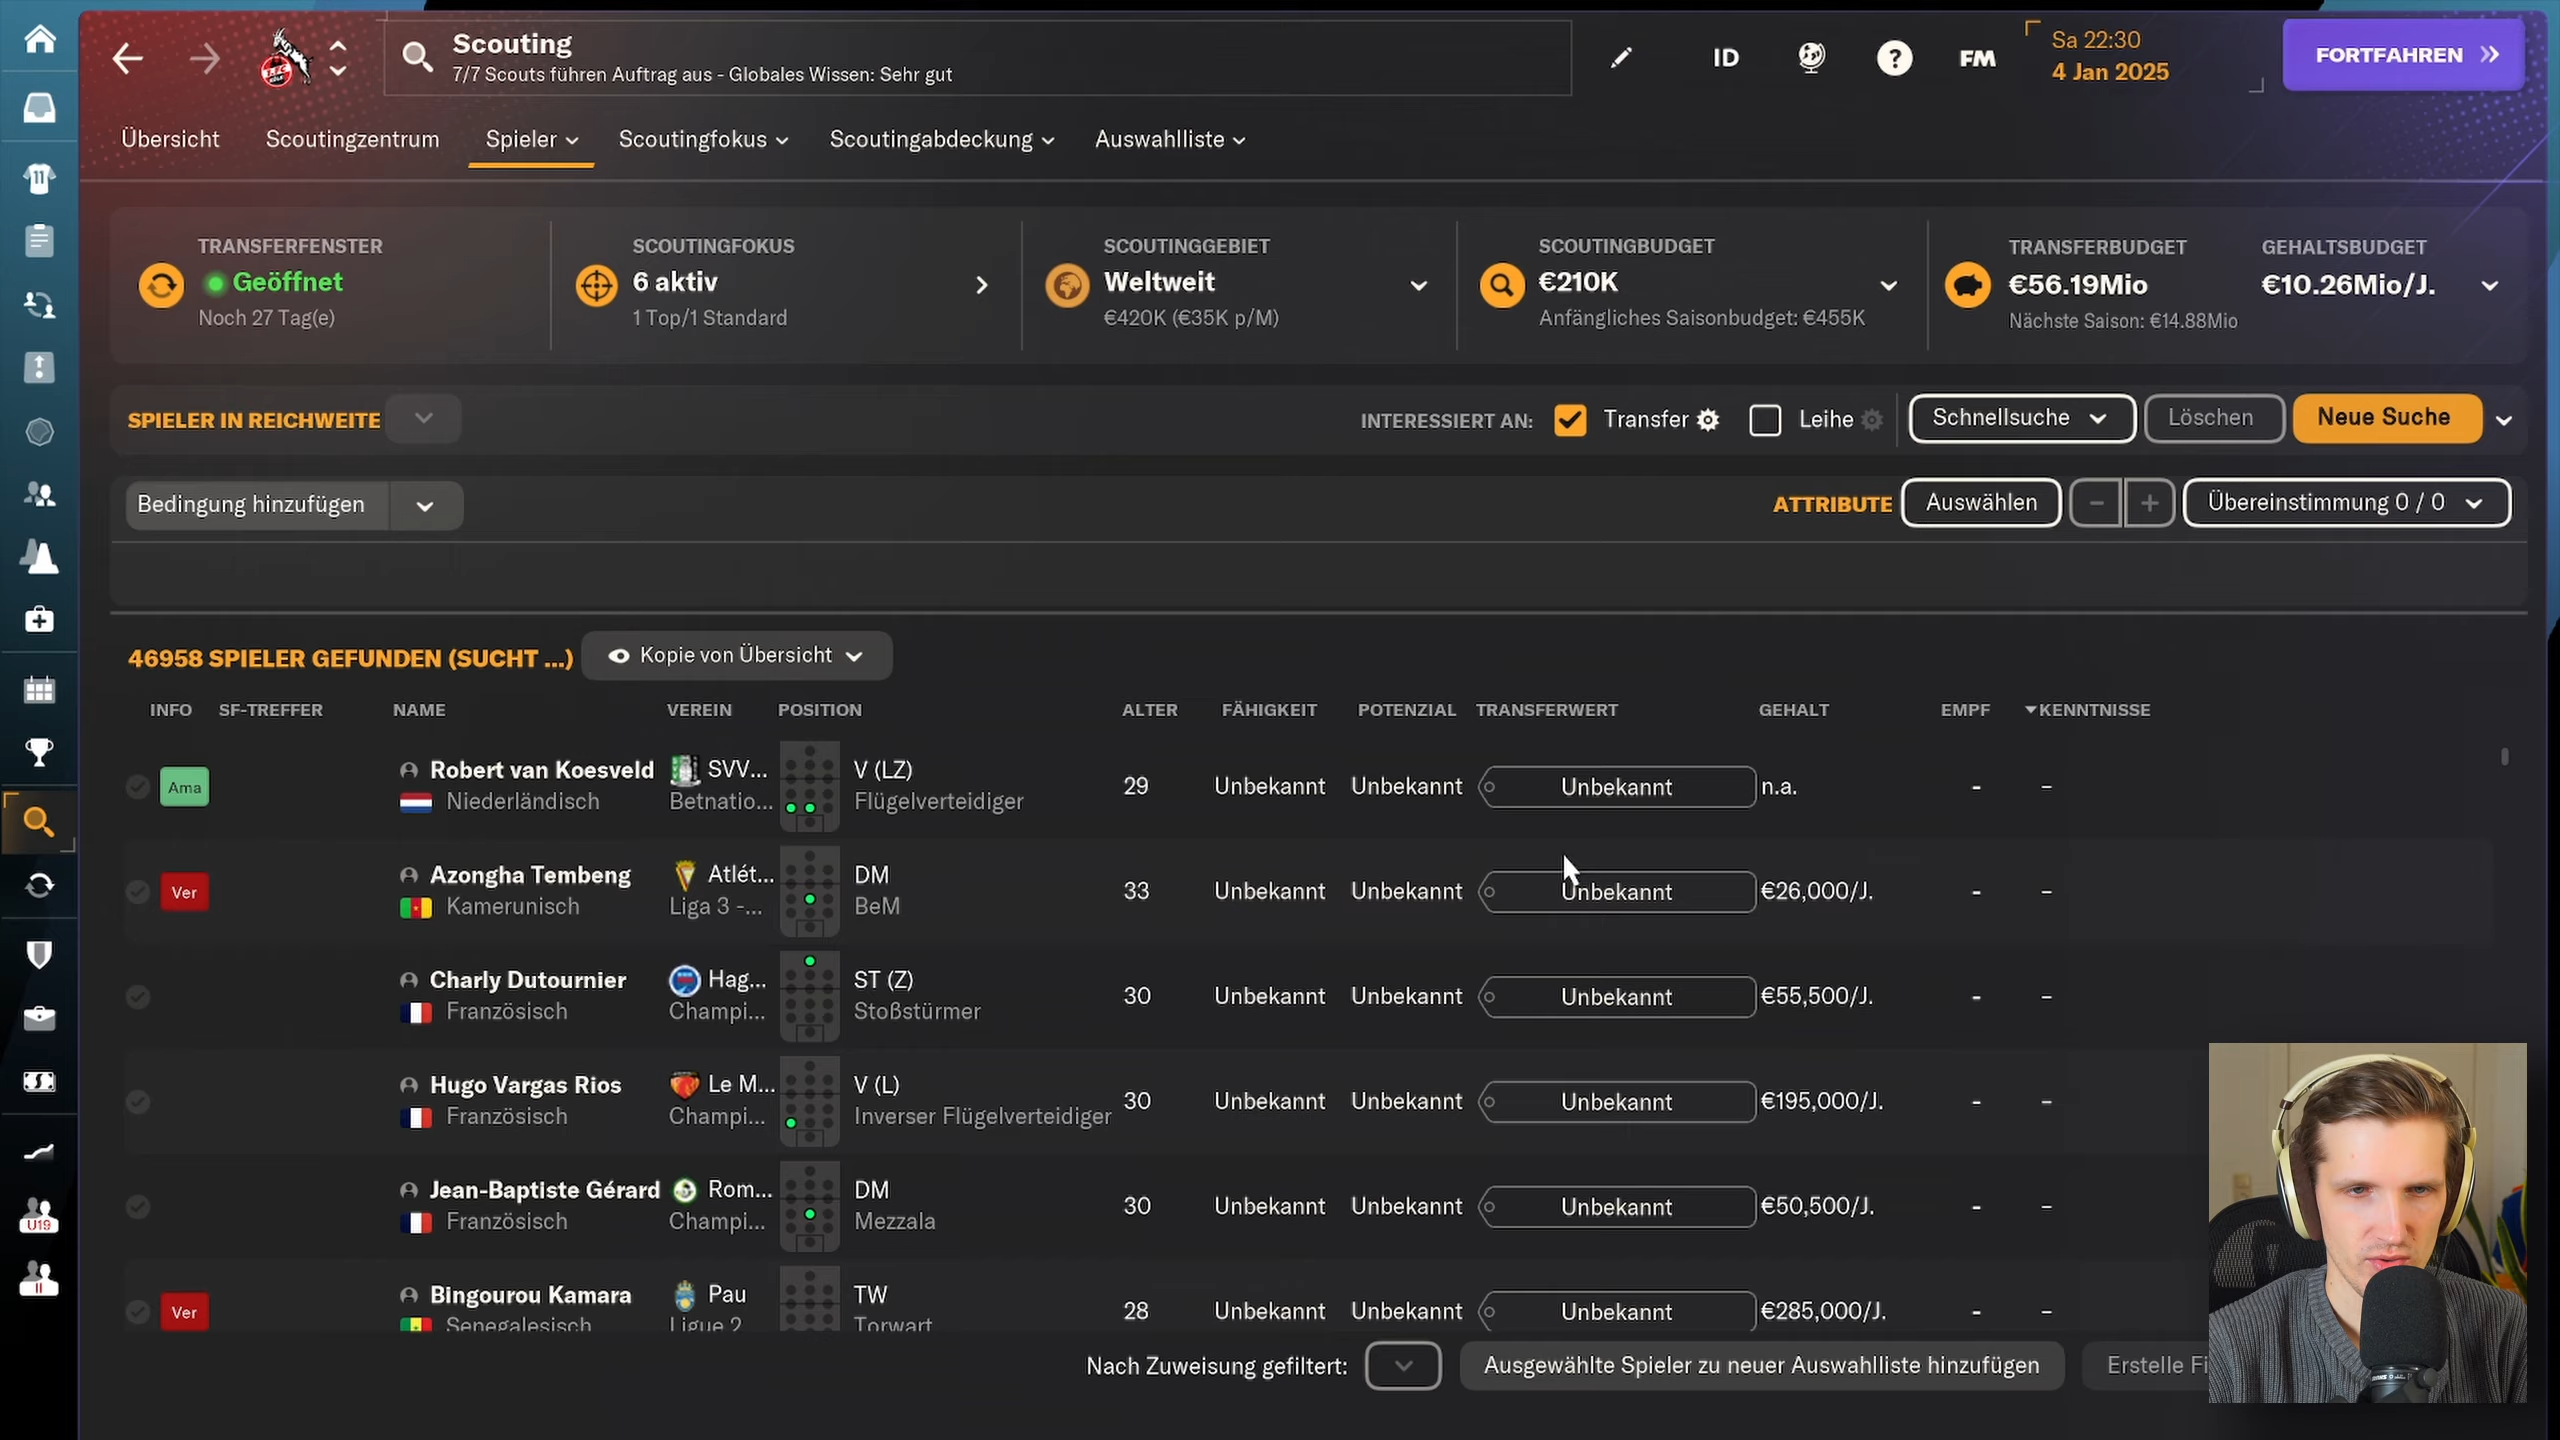 Scouting
7/7 Scouts führen Auftrag aus - Globales Wissen: Sehr gut
ID
FM
Sa 22:30
4 Jan 2025
FORTFAHREN
Übersicht
Scoutingzentrum
Spieler
Scoutingfokus
Scoutingabdeckung
Auswahlliste
TRANSFERFENSTER
Geöffnet
Noch 27 Tag(e)
SCOUTINGFOKUS
6 aktiv
1 Top/1 Standard
SCOUTINGGEBIET
Weltweit
€420K (€35K p/M)
SCOUTINGBUDGET
€210K
Anfängliches Saisonbudget: €455K
TRANSFERBUDGET
€56.19Mio
Nächste Saison: €14.88Mio
GEHALTSBUDGET
€10.26Mio/J.
SPIELER IN REICHWEITE
INTERESSIERT AN:
Transfer
Leihe
Schnellsuche
Löschen
Neue Suche
Bedingung hinzufügen
ATTRIBUTE
Auswählen
- +
Übereinstimmung 0 / 0
46958 SPIELER GEFUNDEN (SUCHT ...)
Kopie von Übersicht
INFO SF-TREFFER NAME VEREIN POSITION ALTER FÄHIGKEIT POTENZIAL TRANSFERWERT GEHALT EMPF KENNTNISSE
Ama Robert van Koesveld SVV... V (LZ) 29 Unbekannt Unbekannt Unbekannt n.a. - -
Niederländisch Betnatio... Flügelverteidiger
Ver Azongha Tembeng Atlét... DM 33 Unbekannt Unbekannt Unbekannt €26,000/J. - -
Kamerunisch Liga 3 -... BeM
Charly Dutournier Hag... ST (Z) 30 Unbekannt Unbekannt Unbekannt €55,500/J. - -
Französisch Champi... Stoßstürmer
Hugo Vargas Rios Le M... V (L) 30 Unbekannt Unbekannt Unbekannt €195,000/J. - -
Französisch Champi... Inverser Flügelverteidiger
Jean-Baptiste Gérard Rom... DM 30 Unbekannt Unbekannt Unbekannt €50,500/J. - -
Französisch Champi... Mezzala
Ver Bingourou Kamara Pau TW 28 Unbekannt Unbekannt Unbekannt €285,000/J. - -
Senegalesisch Ligue 2 Torwart
Nach Zuweisung gefiltert:
Ausgewählte Spieler zu neuer Auswahlliste hinzufügen
Erstelle Fi
11
U19
II